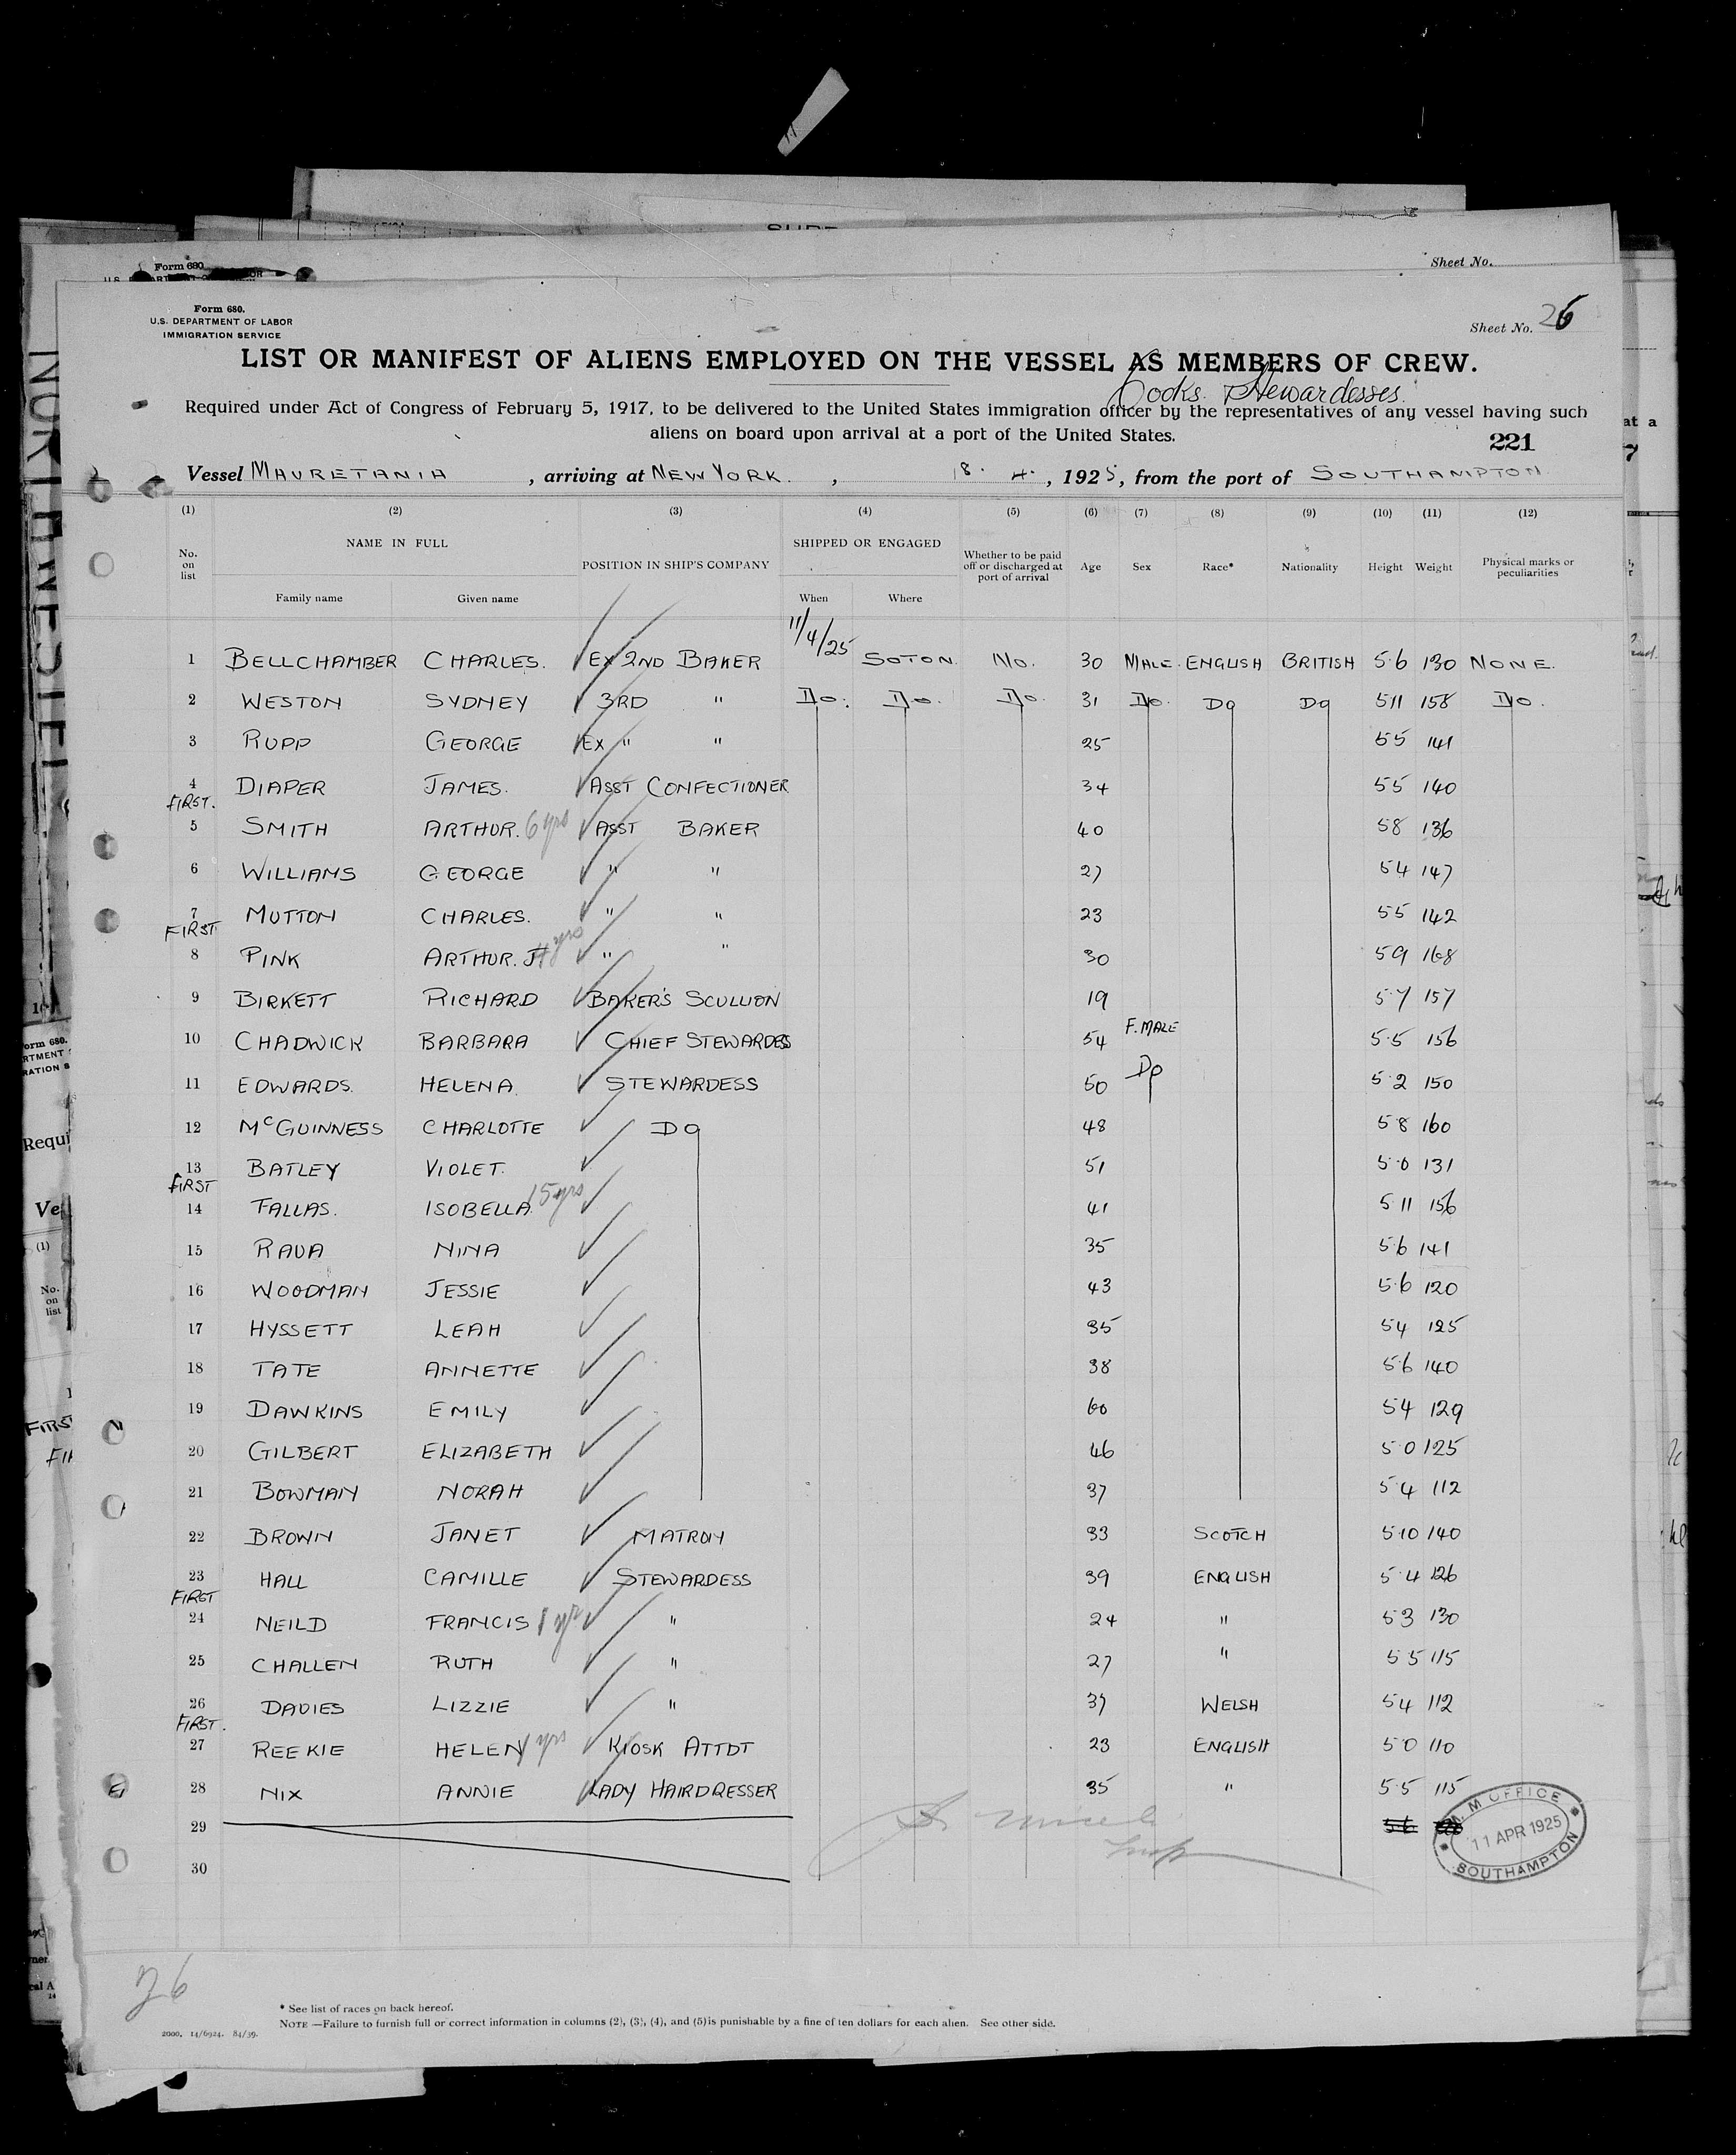 Form 680.
Sheet No.
Form 680.
U.S. DEPARTMENT OF LABOR
IMMIGRATION SERVICE
Sheet No. 26
LIST OR MANIFEST OF ALIENS EMPLOYED ON THE VESSEL AS MEMBERS OF CREW.
Cooks. Stewardesses.
Required under Act of Congress of February 5, 1917, to be delivered to the United States immigration officer by the representatives of any vessel having such
aliens on board upon arrival at a port of the United States.
221
Vessel MAURETANIA, arriving at NEW YORK., 18. 4., 1925, from the port of SOUTHAMPTON
(1) (2) (3) (4) (5) (6) (7) (8) (9) (10) (11) (12)
No. on list
NAME IN FULL
Family name Given name
POSITION IN SHIP'S COMPANY
SHIPPED OR ENGAGED
When Where
Whether to be paid off or discharged at port of arrival
Age Sex Race* Nationality Height Weight Physical marks or peculiarities
1 BELLCHAMBER CHARLES. EX 2ND BAKER 11/4/25 SOTON. NO. 30 MALE. ENGLISH BRITISH 5.6 130 NONE.
2 WESTON SYDNEY 3RD " DO. DO. DO. 31 DO. DO DO 5 11 158 DO.
3 RUPP GEORGE EX " " 25 5 5 141
4 DIAPER JAMES. ASST CONFECTIONER 34 5 5 140
FIRST.
5 SMITH ARTHUR. 6 yrs ASST BAKER 40 5 8 136
6 WILLIAMS GEORGE " " 27 5 4 147
7 MUTTON CHARLES. " " 23 5 5 142
FIRST
8 PINK ARTHUR. J yrs " " 30 5 9 168
9 BIRKETT RICHARD BAKER'S SCULLION 19 5.7 157
10 CHADWICK BARBARA CHIEF STEWARDESS 54 F. MALE 5.5 156
11 EDWARDS. HELENA. STEWARDESS 50 DO 5.2 150
12 McGUINNESS CHARLOTTE DO 48 5.8 160
13 BATLEY VIOLET. 51 5.0 131
FIRST
14 FALLAS. ISOBELLA. 15 yrs 41 5 11 156
15 RAVA NINA 35 5.6 141
16 WOODMAN JESSIE 43 5.6 120
17 HYSSETT LEAH 35 5 4 125
18 TATE ANNETTE 38 5.6 140
19 DAWKINS EMILY 60 5 4 129
20 GILBERT ELIZABETH 46 5.0 125
21 BOWMAN NORAH 37 5.4 112
22 BROWN JANET MATRON 33 SCOTCH 5.10 140
23 HALL CAMILLE STEWARDESS 39 ENGLISH 5.4 126
FIRST
24 NEILD FRANCIS 1 yr " 24 " 5 3 130
25 CHALLEN RUTH " 27 " 5 5 115
26 DAVIES LIZZIE " 37 WELSH 5 4 112
FIRST.
27 REEKIE HELEN 1 yrs KIOSK ATTDT 23 ENGLISH 5.0 110
28 NIX ANNIE LADY HAIRDRESSER 35 " 5.5 115
29
30
M. M OFFICE
11 APR 1925
SOUTHAMPTON
26
* See list of races on back hereof.
NOTE —Failure to furnish full or correct information in columns (2), (3), (4), and (5) is punishable by a fine of ten dollars for each alien. See other side.
2000. 14/6924. 84/39.